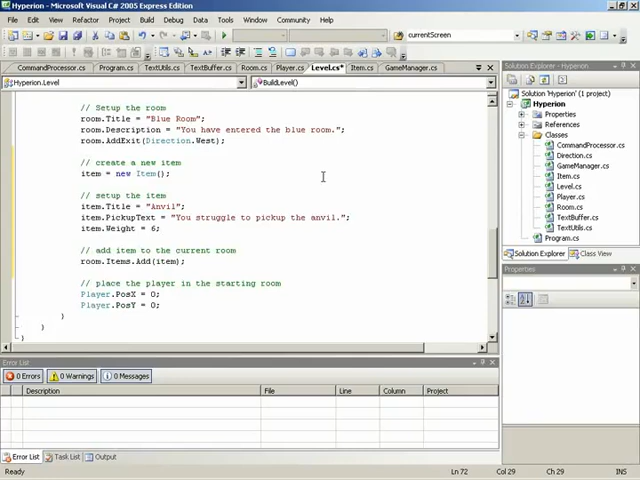 Hyperion - Microsoft Visual C# 2005 Express Edition
File Edit View Refactor Project Build Debug Data Tools Window Community Help
currentScreen
CommandProcessor.cs Program.cs TextUtils.cs TextBuffer.cs Room.cs Player.cs Level.cs* Item.cs GameManager.cs
Hyperion.Level BuildLevel()
// Setup the room
room.Title = "Blue Room";
room.Description = "You have entered the blue room.";
room.AddExit(Direction.West);
// create a new item
item = new Item();
// setup the item
item.Title = "Anvil";
item.PickupText = "You struggle to pickup the anvil.";
item.Weight = 6;
// add item to the current room
room.Items.Add(item);
// place the player in the starting room
Player.PosX = 0;
Player.PosY = 0;
}
}
}
Solution Explorer - Hyperion
Solution 'Hyperion' (1 project)
Hyperion
Properties
References
Classes
CommandProcessor.cs
Direction.cs
GameManager.cs
Item.cs
Level.cs
Player.cs
Room.cs
TextBuffer.cs
TextUtils.cs
Program.cs
Solution Explorer Class View
Properties
Error List
0 Errors 0 Warnings 0 Messages
Description File Line Column Project
Error List Task List Output
Ready Ln 72 Col 29 Ch 29 INS